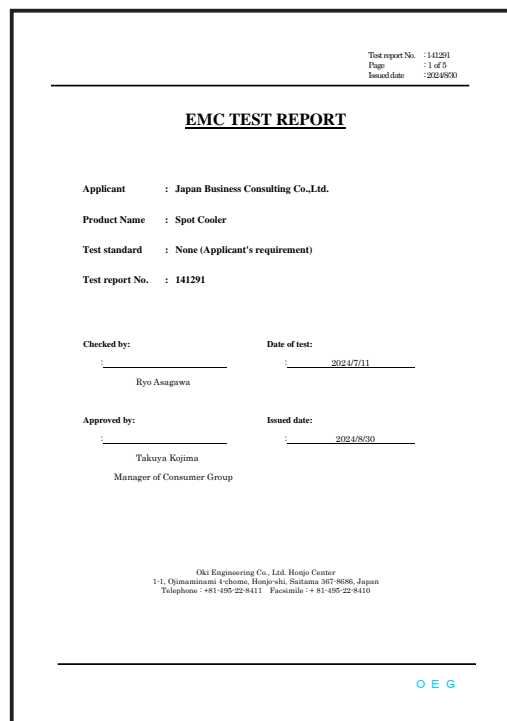 Test report No. : 141291
Page : 1 of 5
Issued date : 2024/8/30
EMC TEST REPORT
Applicant : Japan Business Consulting Co.,Ltd.
Product Name : Spot Cooler
Test standard : None (Applicant's requirement)
Test report No. : 141291
Checked by: Date of test:
: : 2024/7/11
Ryo Asagawa
Approved by: Issued date:
: : 2024/8/30
Takuya Kojima
Manager of Consumer Group
Oki Engineering Co., Ltd. Honjo Center
1-1, Ojimaminami 4-chome, Honjo-shi, Saitama 367-8686, Japan
Telephone : +81-495-22-8411 Facsimile : + 81-495-22-8410
OEG